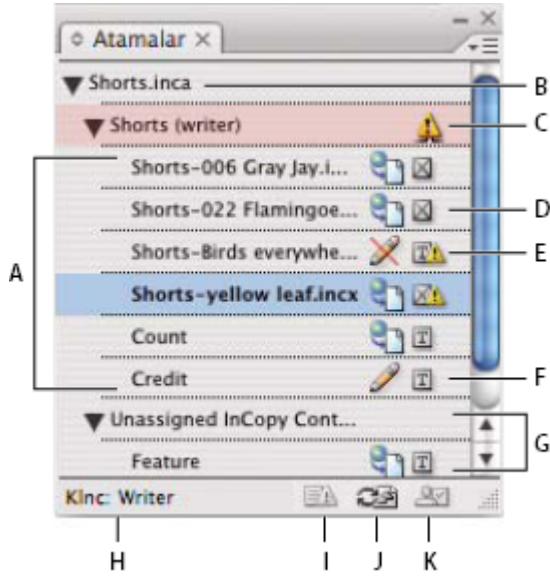 Atamalar
Shorts.inca
B
Shorts (writer)
C
Shorts-006 Gray Jay.i...
Shorts-022 Flamingoe...
D
Shorts-Birds everywhe...
E
A
Shorts-yellow leaf.incx
Count
Credit
F
Unassigned InCopy Cont...
G
Feature
Klnc: Writer
H
I
J
K